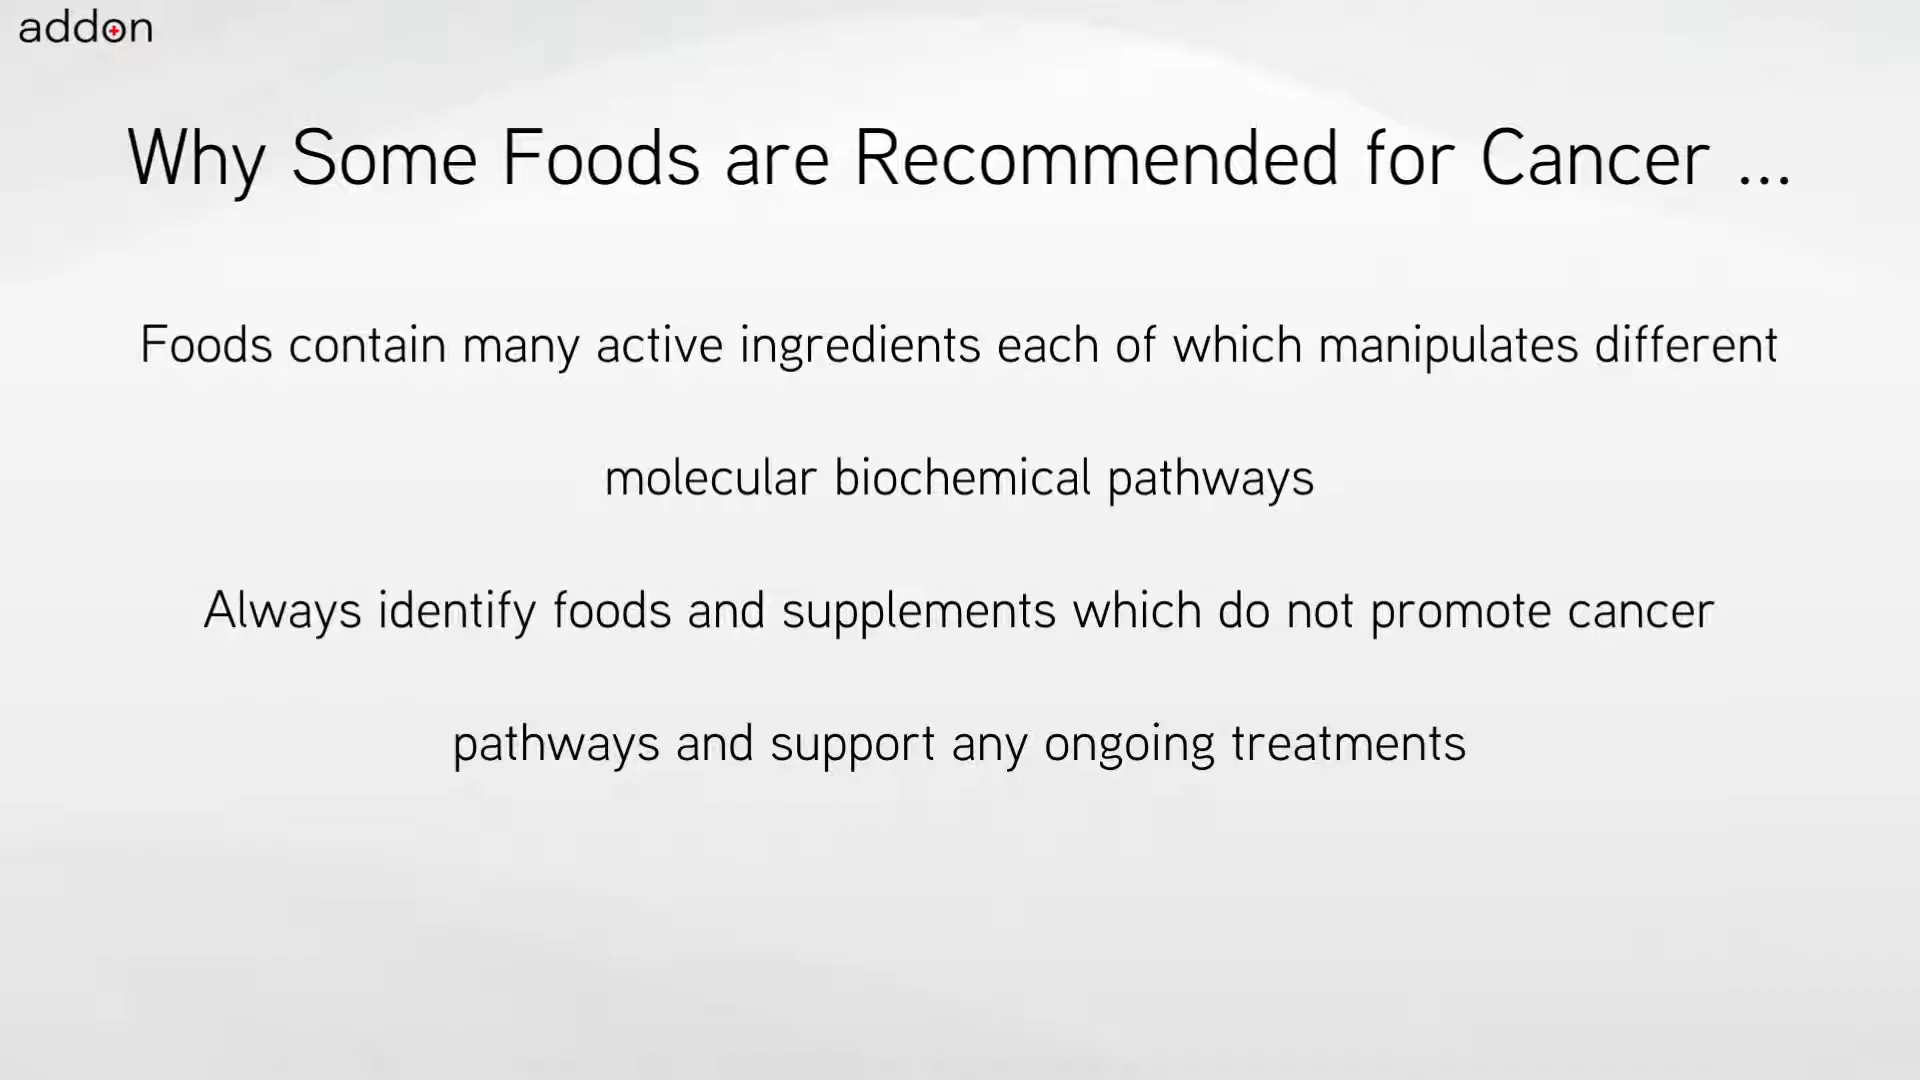 addon
Why Some Foods are Recommended for Cancer ...
Foods contain many active ingredients each of which manipulates different
molecular biochemical pathways
Always identify foods and supplements which do not promote cancer
pathways and support any ongoing treatments